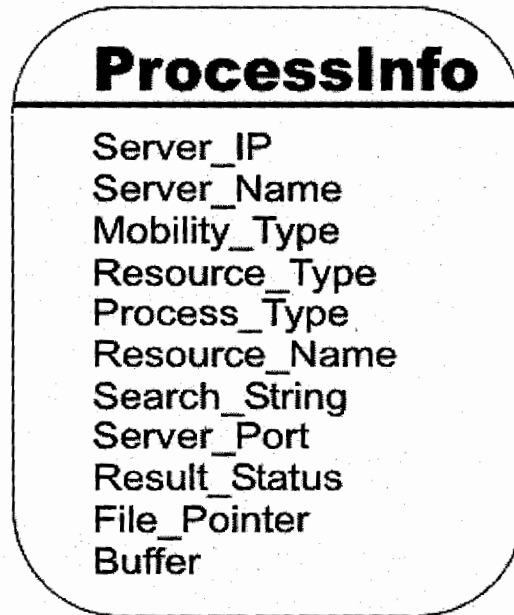 ProcessInfo
Server_IP
Server_Name
Mobility_Type
Resource_Type
Process_Type
Resource_Name
Search_String
Server_Port
Result_Status
File_Pointer
Buffer